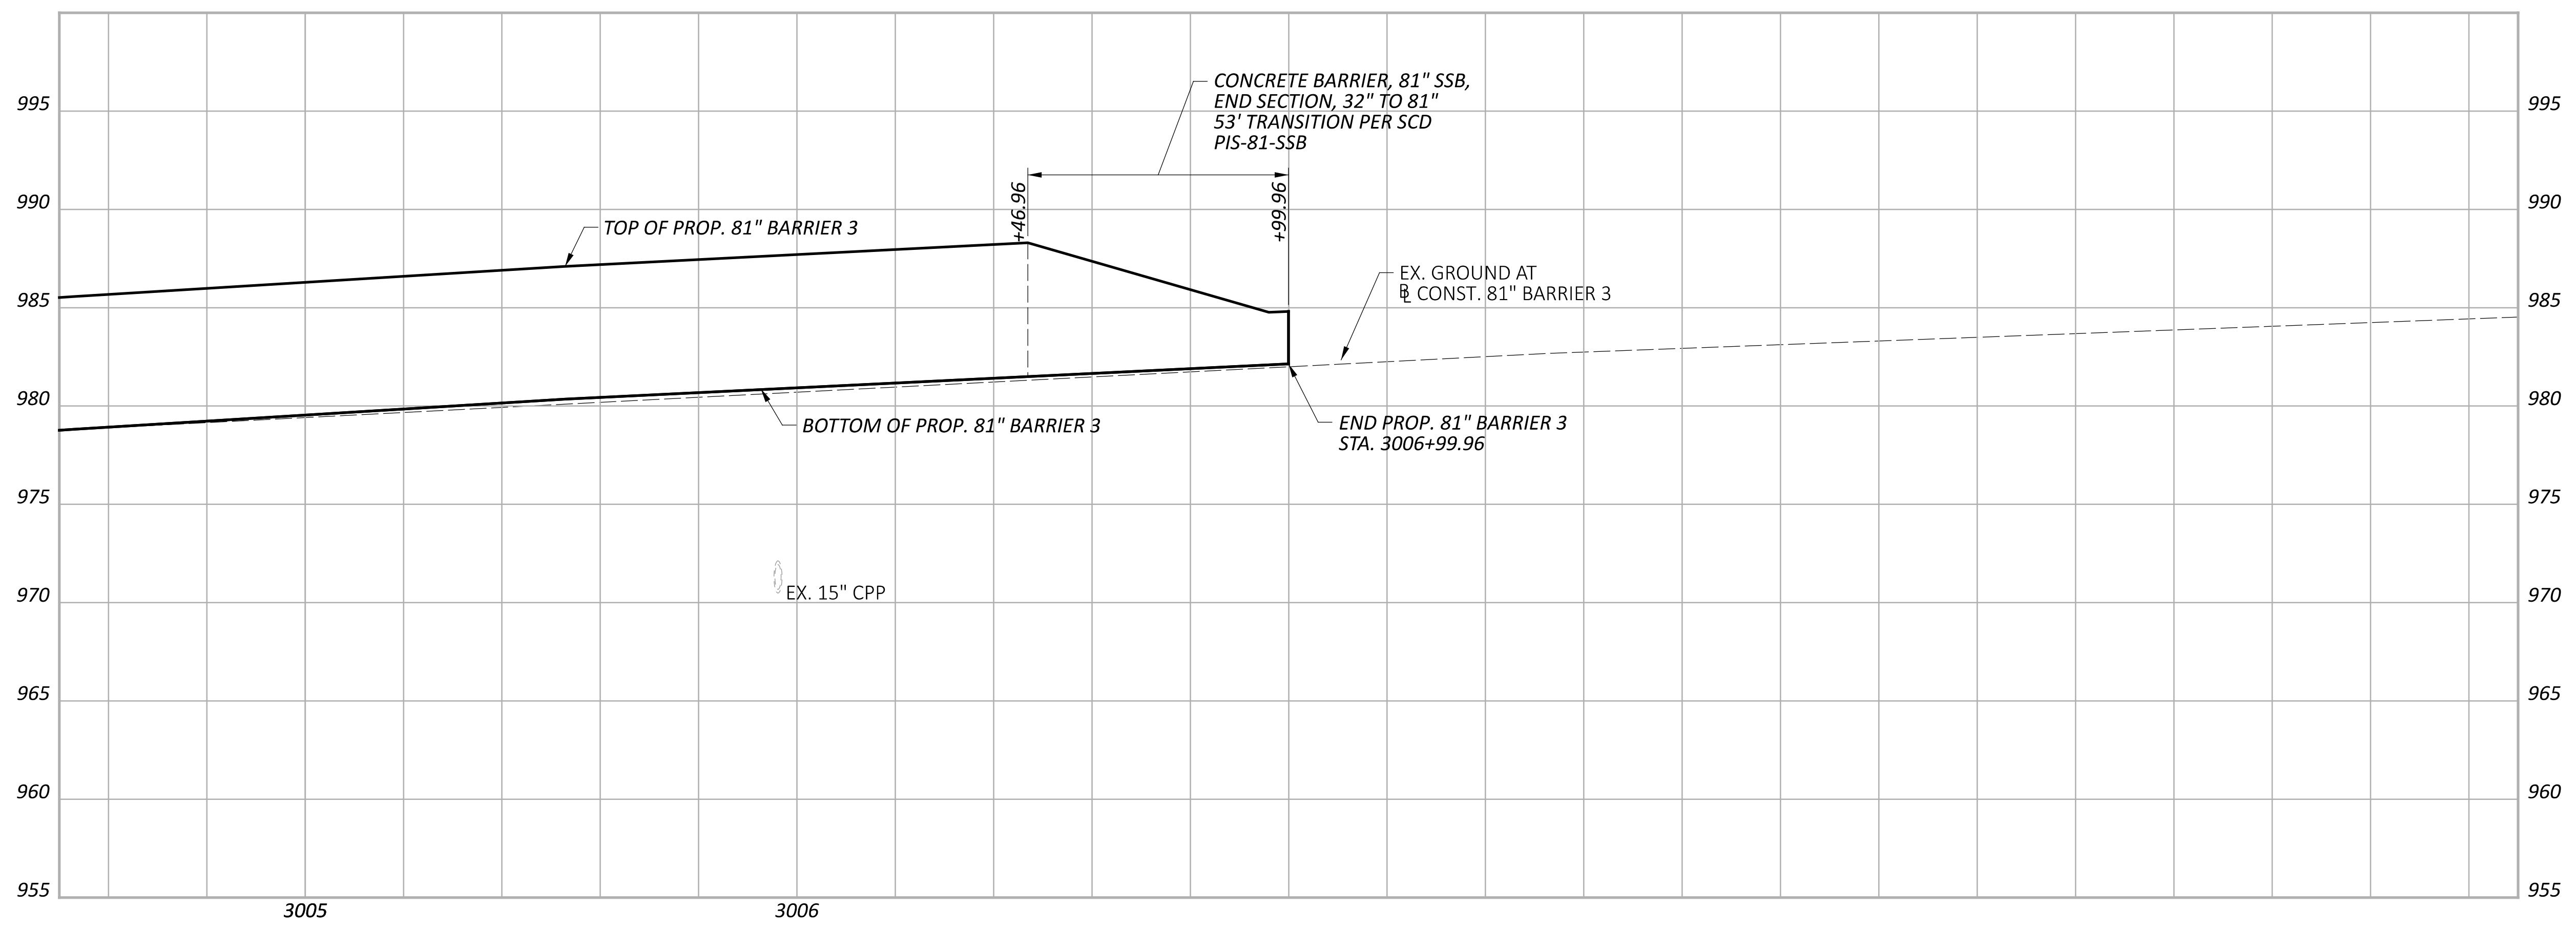 CONCRETE BARRIER, 81" SSB,
END SECTION, 32" TO 81"
53' TRANSITION PER SCD
PIS-81-SSB
995
995
990
+46.96
+99.96
990
TOP OF PROP. 81" BARRIER 3
EX. GROUND AT
BL CONST. 81" BARRIER 3
985
985
980
980
BOTTOM OF PROP. 81" BARRIER 3
END PROP. 81" BARRIER 3
STA. 3006+99.96
975
975
EX. 15" CPP
970
970
965
965
960
960
955
955
3005
3006